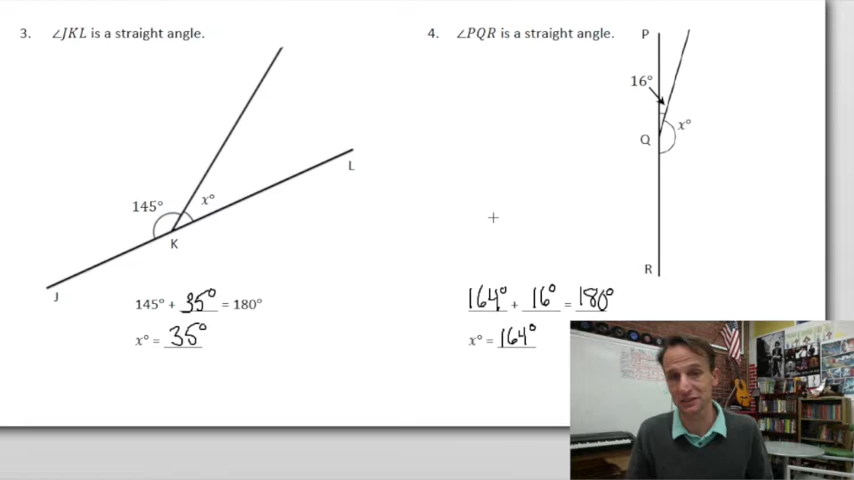 3. ∠JKL is a straight angle.
145°
x°
L
K
J
145° + 35° = 180°
x° = 35°
4. ∠PQR is a straight angle.
P
16°
x°
Q
R
164° + 16° = 180°
x° = 164°